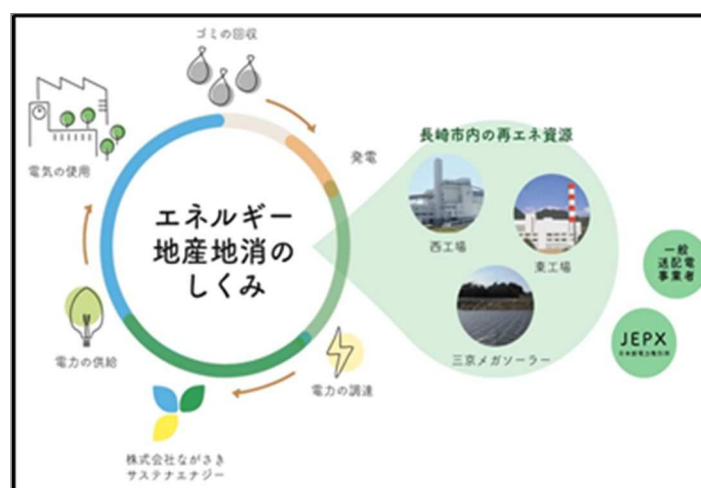 ゴミの回収
発電
電気の使用
エネルギー
地産地消の
しくみ
長崎市内の再エネ資源
西工場
東工場
三京メガソーラー
一般
送配電
事業者
JEPX
電力の供給
電力の調達
株式会社ながさき
サステナエナジー